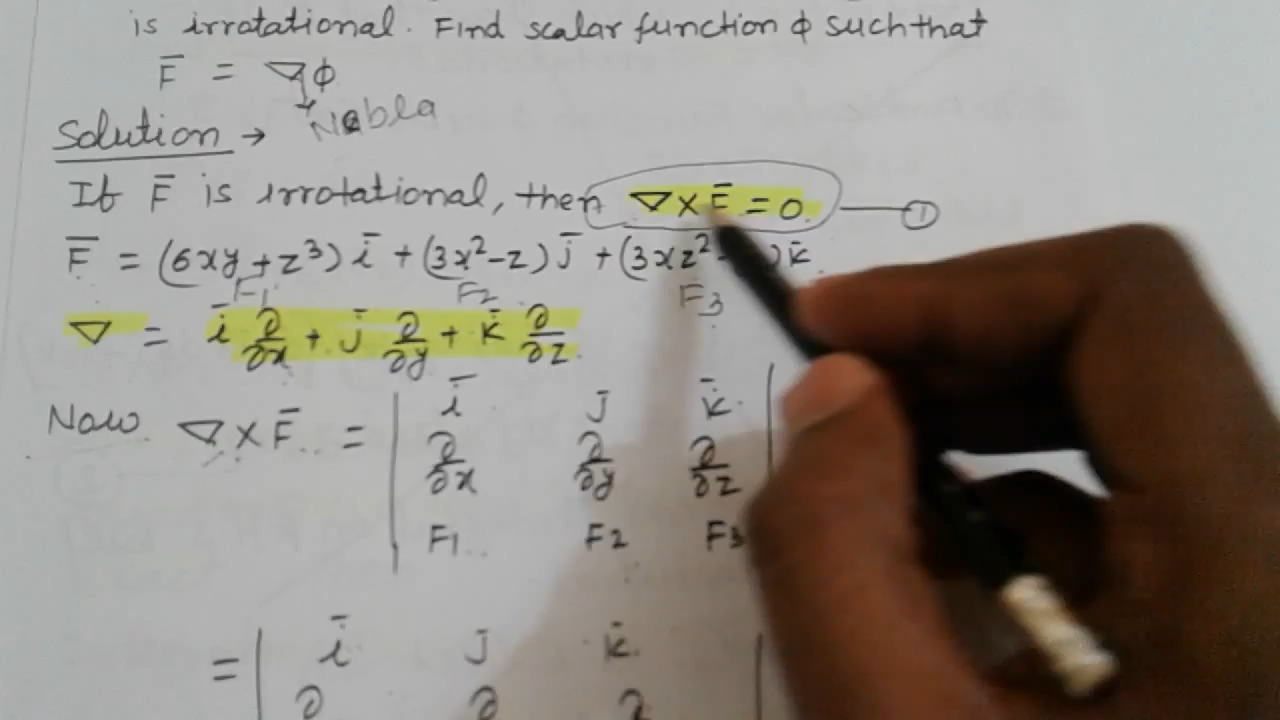 is irrotational. Find scalar function ϕ such that
F̄ = ∇ϕ
Nabla
Solution →
If F̄ is irrotational, then ∇×F̄ = 0. ——①
F̄ = (6xy+z³) ī + (3x²-z) j̄ + (3xz²- ) k̄.
F1 F2 F3
∇ = ī ∂/∂x + j̄ ∂/∂y + k̄ ∂/∂z.
Now ∇×F̄ = | ī j̄ k̄ |
∂/∂x ∂/∂y ∂/∂z
F1 F2 F3
= | ī j̄ k̄ |
∂ ∂ ∂